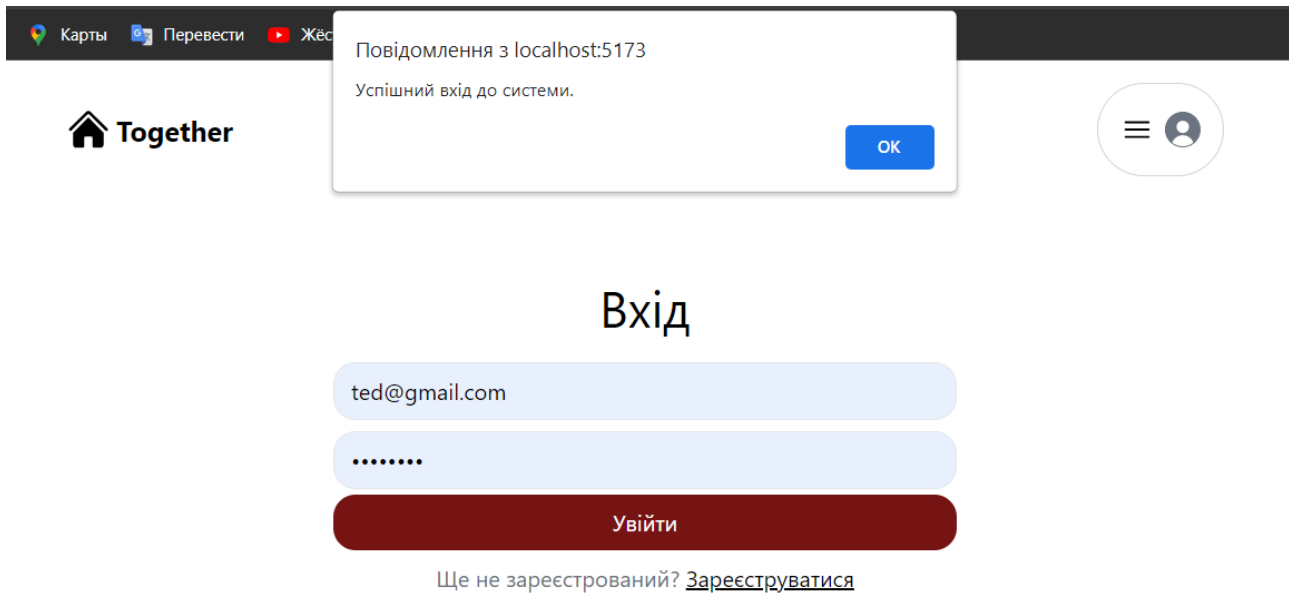 Карты Перевести
Повідомлення з localhost:5173
Успішний вхід до системи.
ОК
Together
Вхід
ted@gmail.com
••••••••
Увійти
Ще не зареєстрований? Зареєструватися